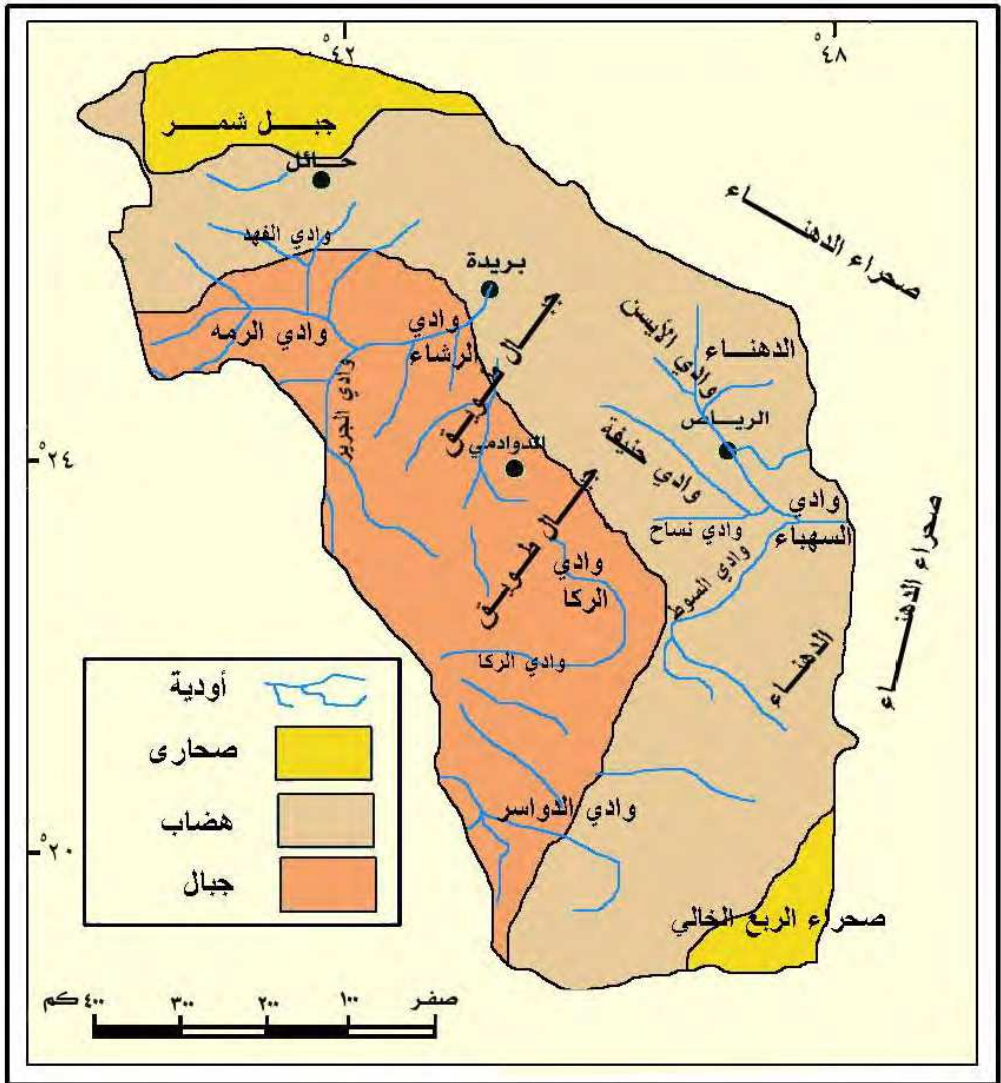 °٤٢
°٤٨
جبل شمر
حائل
صحراء الدهناء
وادي الفهد
بريدة
وادي الأيسن
الدهناء
وادي الرمه
وادي
الرشاء
جبال طويق
وادي الجرير
الرياض
الدوادمي
وادي حنيفة
°٢٤
وادي
السهباء
وادي نساح
جبال طويق
وادي
الركا
وادي السوط
صحراء الدهناء
وادي الركا
الدهناء
أودية
صحارى
هضاب
جبال
وادي الدواسر
°٢٠
صحراء الربع الخالي
صفر
١٠٠
٢٠٠
٣٠٠
٤٠٠ كم